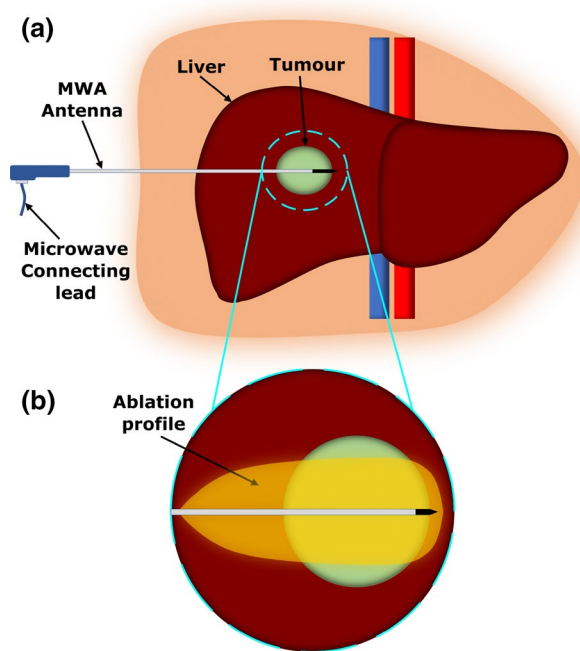 (a)
Liver
Tumour
MWA
Antenna
Microwave
Connecting
lead
(b)
Ablation
profile